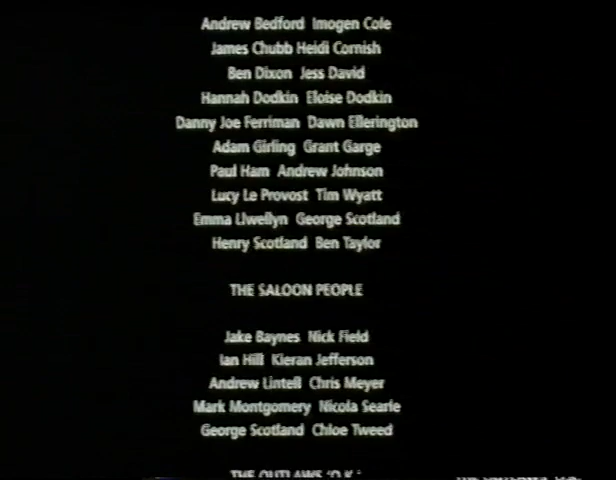 Andrew Bedford Imogen Cole
James Chubb Heidi Cornish
Ben Dixon Jess David
Hannah Dodkin Eloise Dodkin
Danny Joe Ferriman Dawn Ellerington
Adam Girling Grant Garge
Paul Ham Andrew Johnson
Lucy Le Provost Tim Wyatt
Emma Llwellyn George Scotland
Henry Scotland Ben Taylor
THE SALOON PEOPLE
Jake Baynes Nick Field
Ian Hill Kieran Jefferson
Andrew Lintell Chris Meyer
Mark Montgomery Nicola Searle
George Scotland Chloe Tweed
THE OUTLAWS 'O.K.'